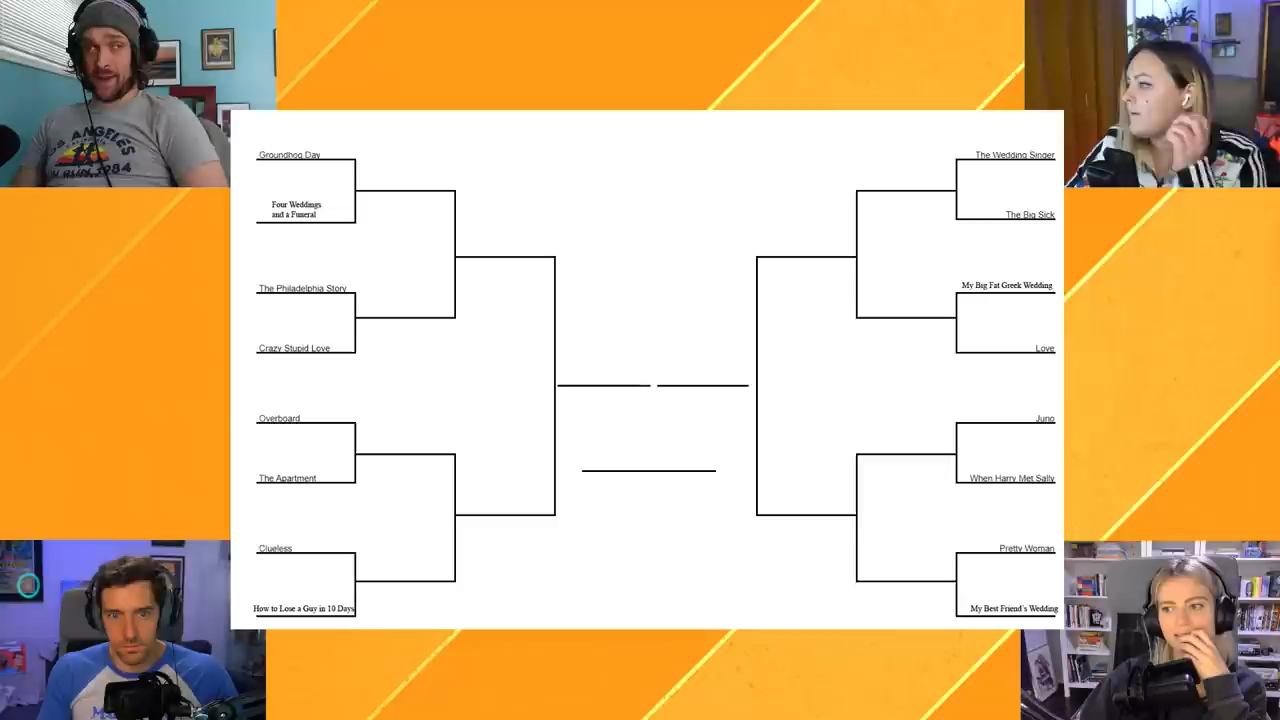 ANGELES
1984
Groundhog Day
Four Weddings
and a Funeral
The Philadelphia Story
Crazy Stupid Love
Overboard
The Apartment
Clueless
How to Lose a Guy in 10 Days
The Wedding Singer
The Big Sick
My Big Fat Greek Wedding
Love
Juno
When Harry Met Sally
Pretty Woman
My Best Friend's Wedding